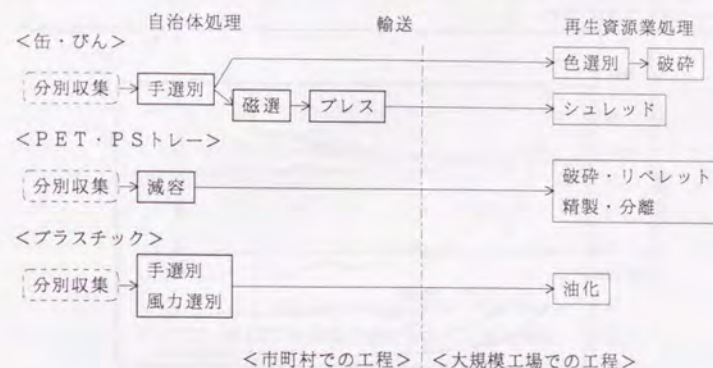 自治体処理 輸送 再生資源業処理
<缶・びん>
分別収集 手選別 色選別 破砕
磁選 プレス シュレッド
<PET・PSトレー>
分別収集 減容 破砕・リペレット
精製・分離
<プラスチック>
分別収集 手選別
風力選別 油化
<市町村での工程> <大規模工場での工程>